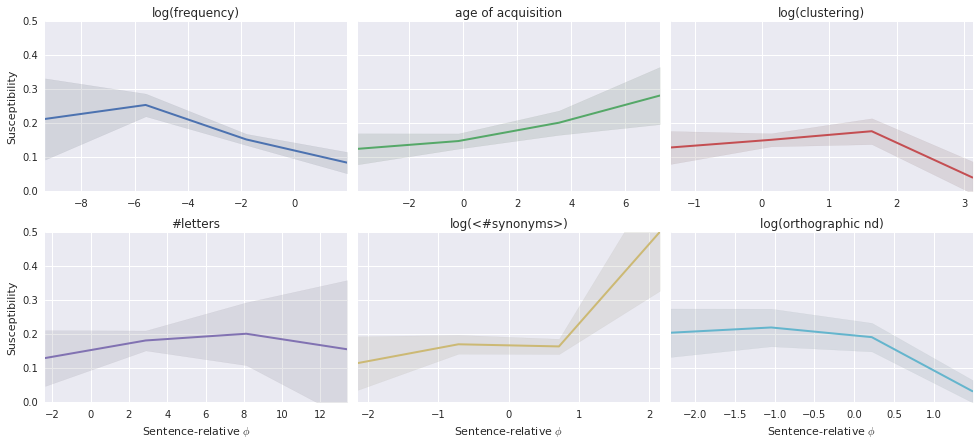 log(frequency) age of acquisition log(clustering)
0.5
0.4
0.3
0.2
0.1
0.0
Susceptibility
−8 −6 −4 −2 0
−2 0 2 4 6
−1 0 1 2 3
#letters log(<#synonyms>) log(orthographic nd)
0.5
0.4
0.3
0.2
0.1
0.0
Susceptibility
−2 0 2 4 6 8 10 12
−2 −1 0 1 2
−2.0 −1.5 −1.0 −0.5 0.0 0.5 1.0
Sentence-relative ϕ Sentence-relative ϕ Sentence-relative ϕ